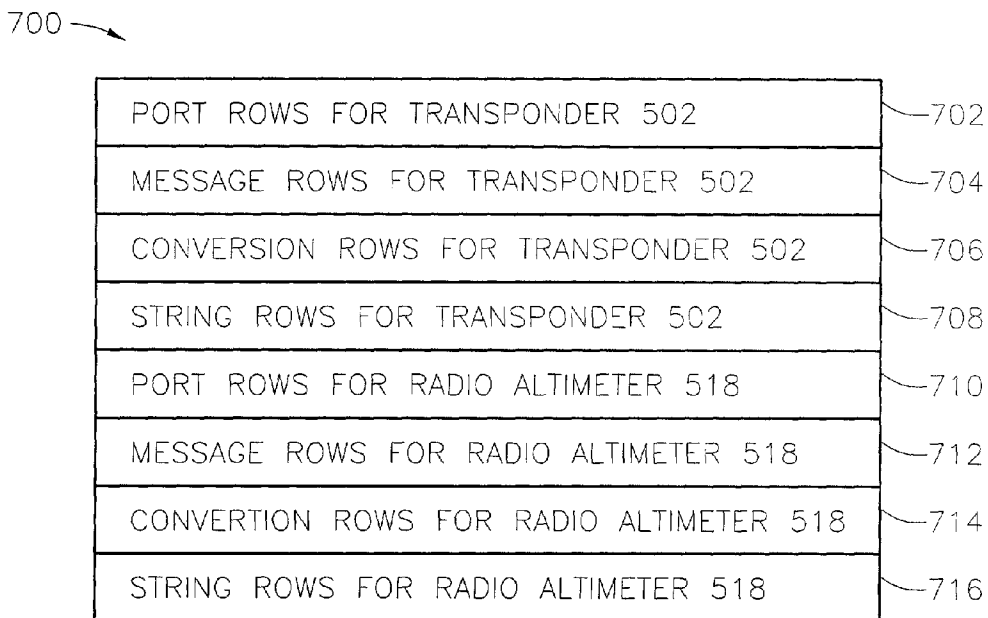 700
PORT ROWS FOR TRANSPONDER 502 702
MESSAGE ROWS FOR TRANSPONDER 502 704
CONVERSION ROWS FOR TRANSPONDER 502 706
STRING ROWS FOR TRANSPONDER 502 708
PORT ROWS FOR RADIO ALTIMETER 518 710
MESSAGE ROWS FOR RADIO ALTIMETER 518 712
CONVERTION ROWS FOR RADIO ALTIMETER 518 714
STRING ROWS FOR RADIO ALTIMETER 518 716